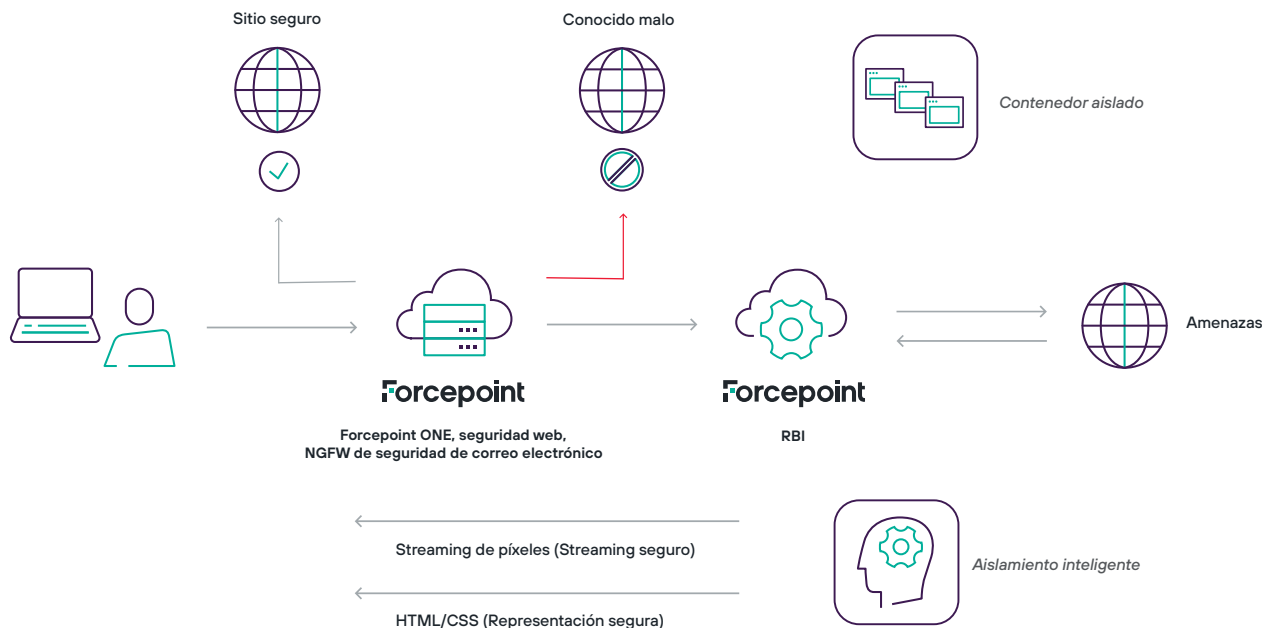 Sitio seguro
Conocido malo
Contenedor aislado
Amenazas
Forcepoint
Forcepoint
Forcepoint ONE, seguridad web,
NGFW de seguridad de correo electrónico
RBI
Streaming de píxeles (Streaming seguro)
Aislamiento inteligente
HTML/CSS (Representación segura)